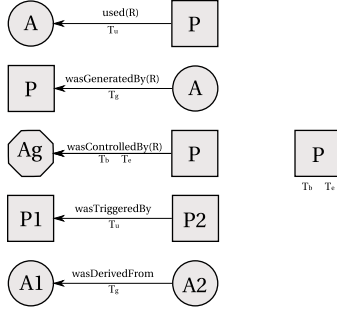 used(R)
A P
Tu
wasGeneratedBy(R)
P A
Tg
wasControlledBy(R)
Ag P P
Tb Te Tb Te
wasTriggeredBy
P1 P2
Tu
wasDerivedFrom
A1 A2
Tg